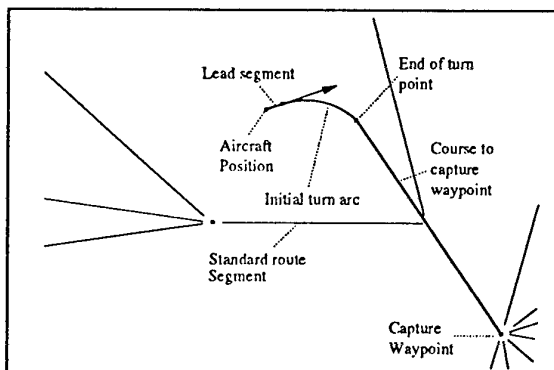 Lead segment
End of turn
point
Aircraft
Position
Course to
capture
waypoint
Initial turn arc
Standard route
Segment
Capture
Waypoint